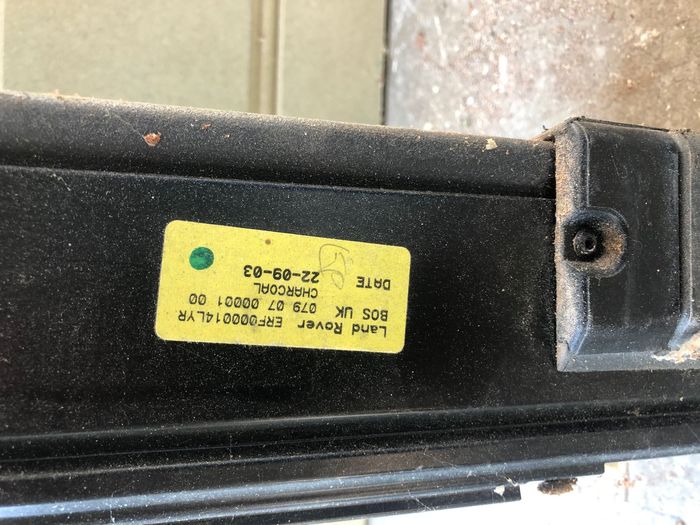 Land Rover ERF000014LYR
BOS UK 079 07 00001 00
CHARCOAL
DATE 22-09-03